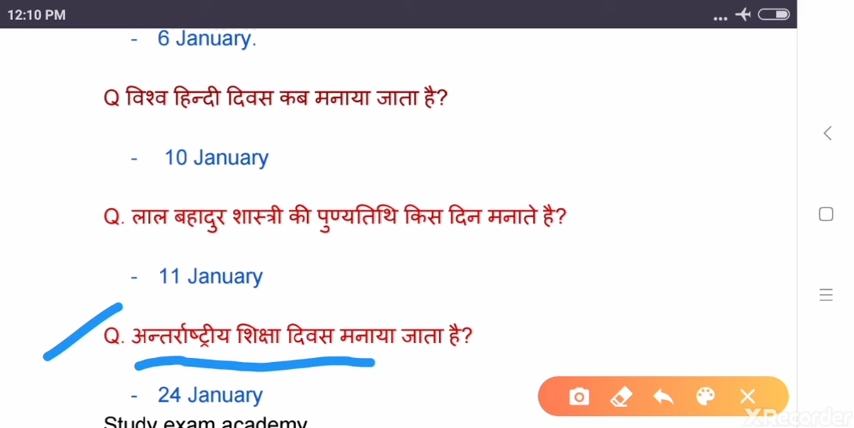 12:10 PM
- 6 January.
Q विश्व हिन्दी दिवस कब मनाया जाता है?
- 10 January
Q. लाल बहादुर शास्त्री की पुण्यतिथि किस दिन मनाते है?
- 11 January
Q. अन्तर्राष्ट्रीय शिक्षा दिवस मनाया जाता है?
- 24 January
Study exam academy
XRecorder